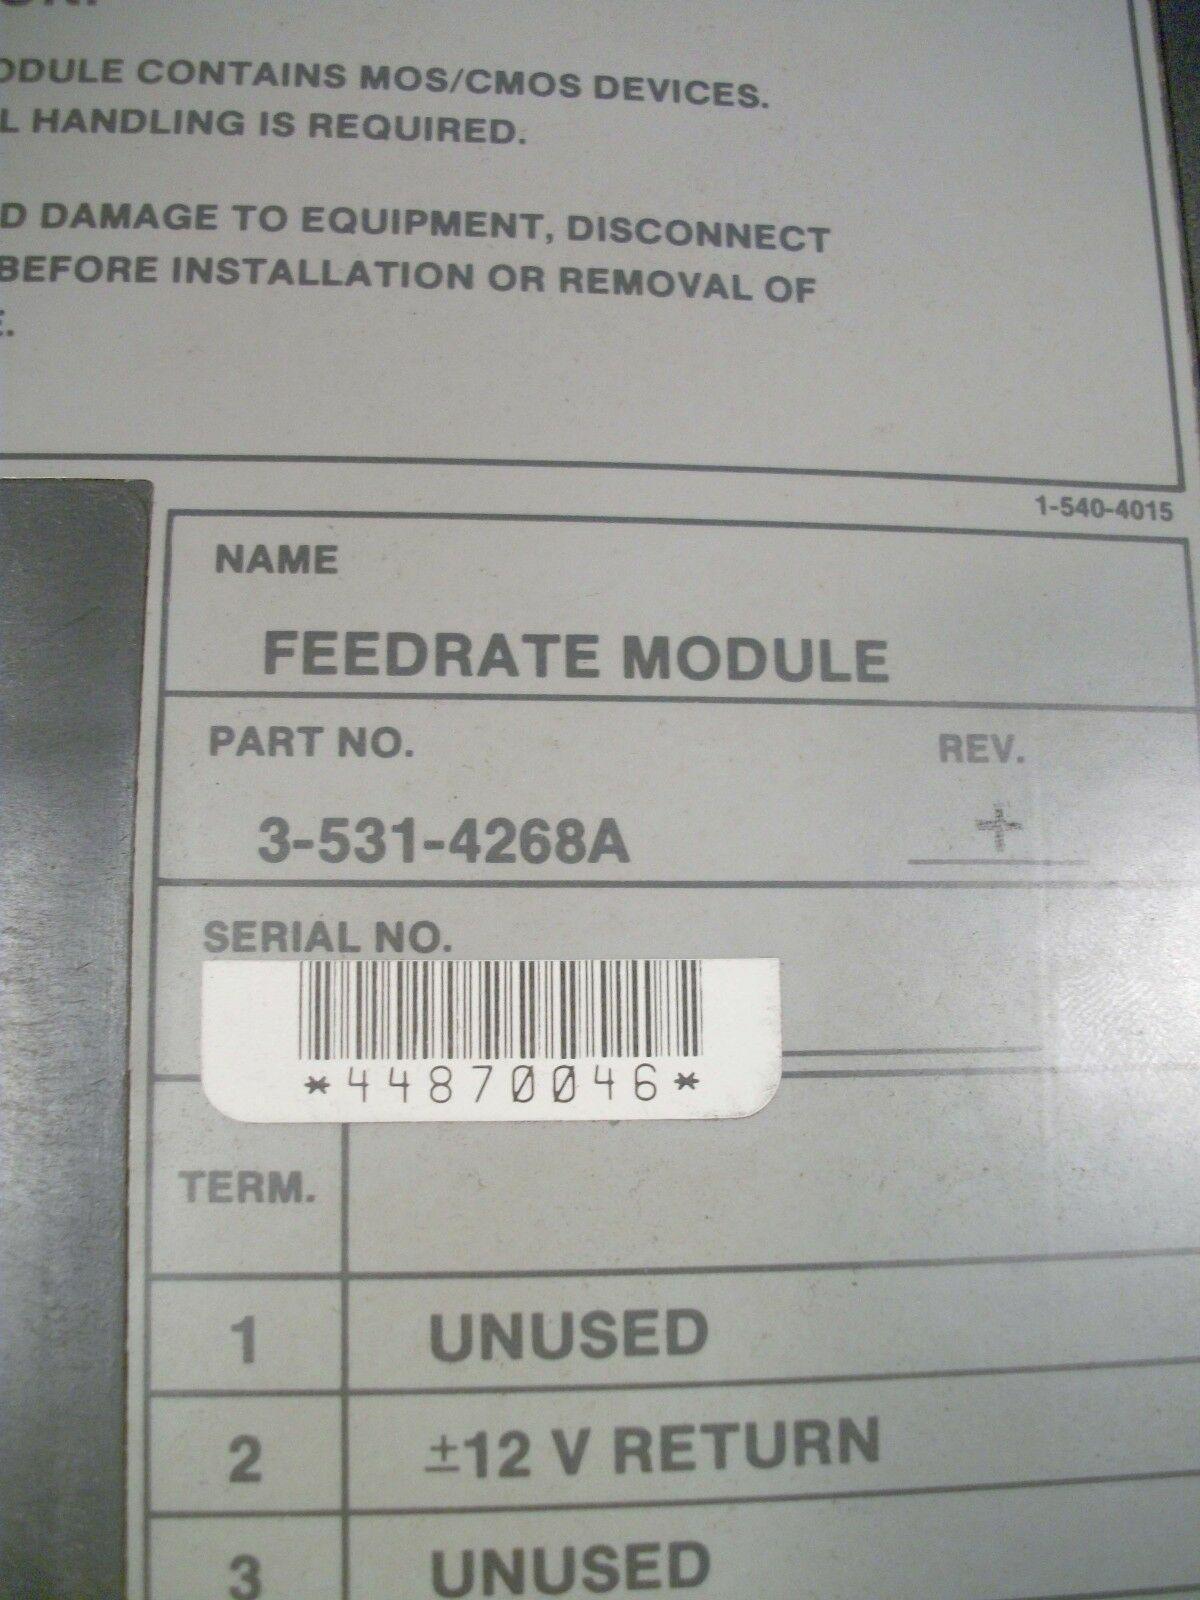 ODULE CONTAINS MOS/CMOS DEVICES.
L HANDLING IS REQUIRED.
D DAMAGE TO EQUIPMENT, DISCONNECT
BEFORE INSTALLATION OR REMOVAL OF
E.
1-540-4015
NAME
FEEDRATE MODULE
PART NO.
REV.
3-531-4268A
+
SERIAL NO.
*44870046*
TERM.
1 UNUSED
2 ±12 V RETURN
3 UNUSED